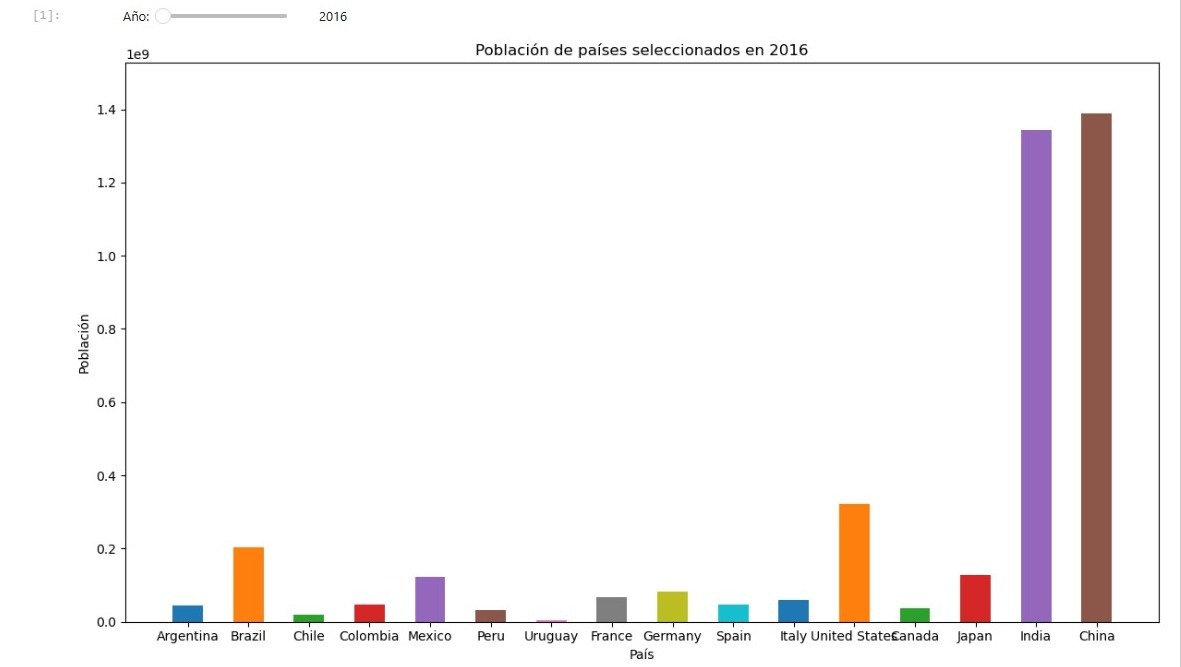 [1]:
Año: 2016
Población de países seleccionados en 2016
1e9
1.4
1.2
1.0
0.8
0.6
0.4
0.2
0.0
Población
Argentina Brazil Chile Colombia Mexico Peru Uruguay France Germany Spain Italy United States Canada Japan India China
País